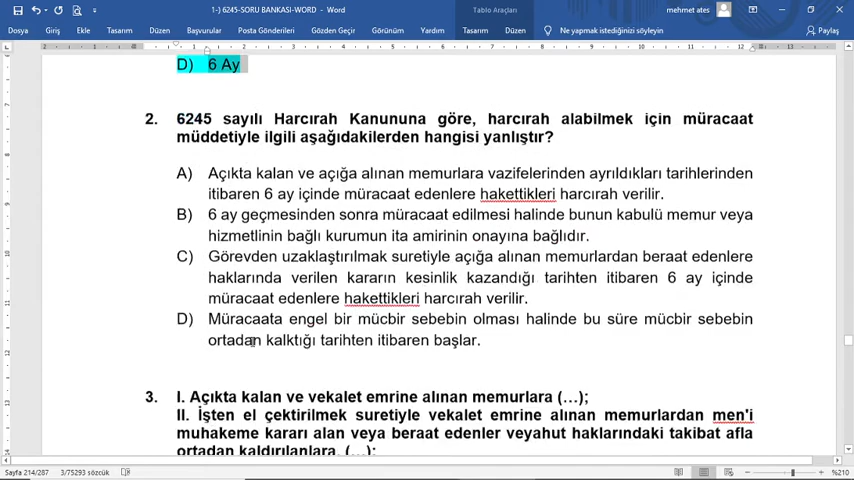 1-) 6245-SORU BANKASI-WORD - Word
Tablo Araçları
mehmet ates
Dosya Giriş Ekle Tasarım Düzen Başvurular Posta Gönderileri Gözden Geçir Görünüm Yardım Tasarım Düzen Ne yapmak istediğinizi söyleyin Paylaş
D) 6 Ay
2. 6245 sayılı Harcırah Kanununa göre, harcırah alabilmek için müracaat
müddetiyle ilgili aşağıdakilerden hangisi yanlıştır?
A) Açıkta kalan ve açığa alınan memurlara vazifelerinden ayrıldıkları tarihlerinden
itibaren 6 ay içinde müracaat edenlere hakettikleri harcırah verilir.
B) 6 ay geçmesinden sonra müracaat edilmesi halinde bunun kabulü memur veya
hizmetlinin bağlı kurumun ita amirinin onayına bağlıdır.
C) Görevden uzaklaştırılmak suretiyle açığa alınan memurlardan beraat edenlere
haklarında verilen kararın kesinlik kazandığı tarihten itibaren 6 ay içinde
müracaat edenlere hakettikleri harcırah verilir.
D) Müracaata engel bir mücbir sebebin olması halinde bu süre mücbir sebebin
ortadan kalktığı tarihten itibaren başlar.
3. I. Açıkta kalan ve vekalet emrine alınan memurlara (...);
II. İşten el çektirilmek suretiyle vekalet emrine alınan memurlardan men'i
muhakeme kararı alan veya beraat edenler veyahut haklarındaki takibat afla
ortadan kaldırılanlara, (...);
Sayfa 214/287 3/75293 sözcük %210